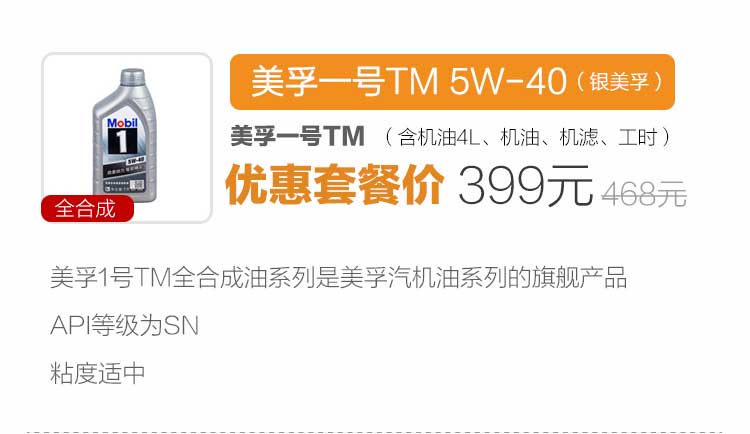 美孚一号TM 5W-40（银美孚）
Mobil
1
5W-40
美孚一号TM （含机油4L、机油、机滤、工时）
优惠套餐价 399元 468元
全合成
美孚1号TM全合成油系列是美孚汽机油系列的旗舰产品
API等级为SN
粘度适中